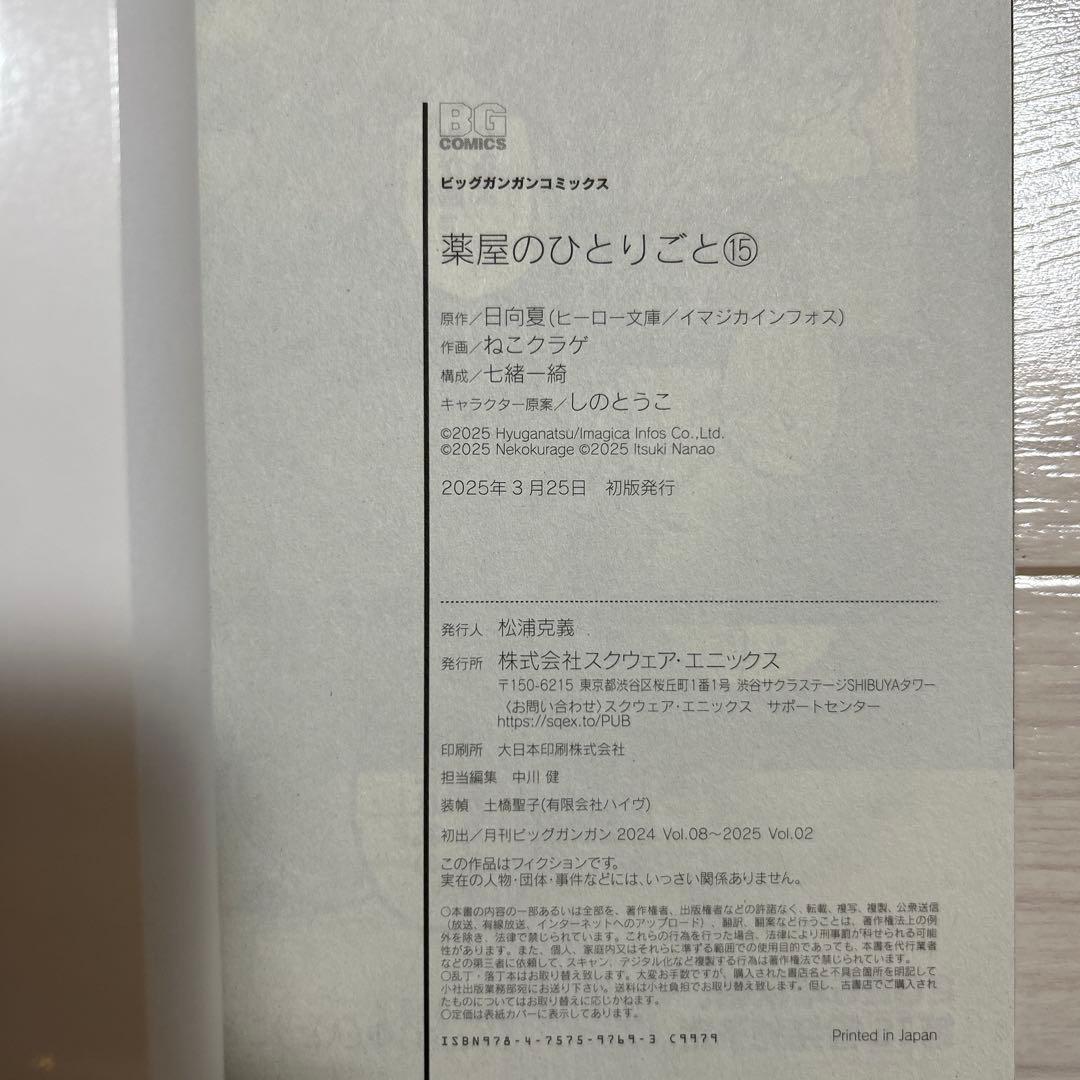 BG
COMICS
ビッグガンガンコミックス
薬屋のひとりごと⑮
原作／日向夏(ヒーロー文庫／イマジカインフォス)
作画／ねこクラゲ
構成／七緒一綺
キャラクター原案／しのとうこ
©2025 Hyuganatsu/Imagica Infos Co.,Ltd.
©2025 Nekokurage ©2025 Itsuki Nanao
2025年3月25日　初版発行
発行人　松浦克義
発行所　株式会社スクウェア・エニックス
〒150-6215 東京都渋谷区桜丘町1番1号 渋谷サクラステージSHIBUYAタワー
〈お問い合わせ〉スクウェア・エニックス　サポートセンター
https://sqex.to/PUB
印刷所　大日本印刷株式会社
担当編集　中川 健
装幀　土橋聖子(有限会社ハイヴ)
初出／月刊ビッグガンガン 2024 Vol.08～2025 Vol.02
この作品はフィクションです。
実在の人物・団体・事件などには、いっさい関係ありません。
○本書の内容の一部あるいは全部を、著作権者、出版権者などの許諾なく、転載、複写、複製、公衆送信
（放送、有線放送、インターネットへのアップロード）、翻訳、翻案など行うことは、著作権法上の例
外を除き、法律で禁じられています。これらの行為を行った場合、法律により刑事罰が科せられる可能
性があります。また、個人、家庭内又はそれらに準ずる範囲での使用目的であっても、本書を代行業者
などの第三者に依頼して、スキャン、デジタル化など複製する行為は著作権法で禁じられています。
○乱丁・落丁本はお取り替え致します。大変お手数ですが、購入された書店名と不具合箇所を明記して
小社出版業務部宛にお送り下さい。送料は小社負担でお取り替え致します。但し、古書店でご購入され
たものについてはお取り替えに応じかねます。
○定価は表紙カバーに表示してあります。
ISBN978-4-7575-9769-3 C9979
Printed in Japan